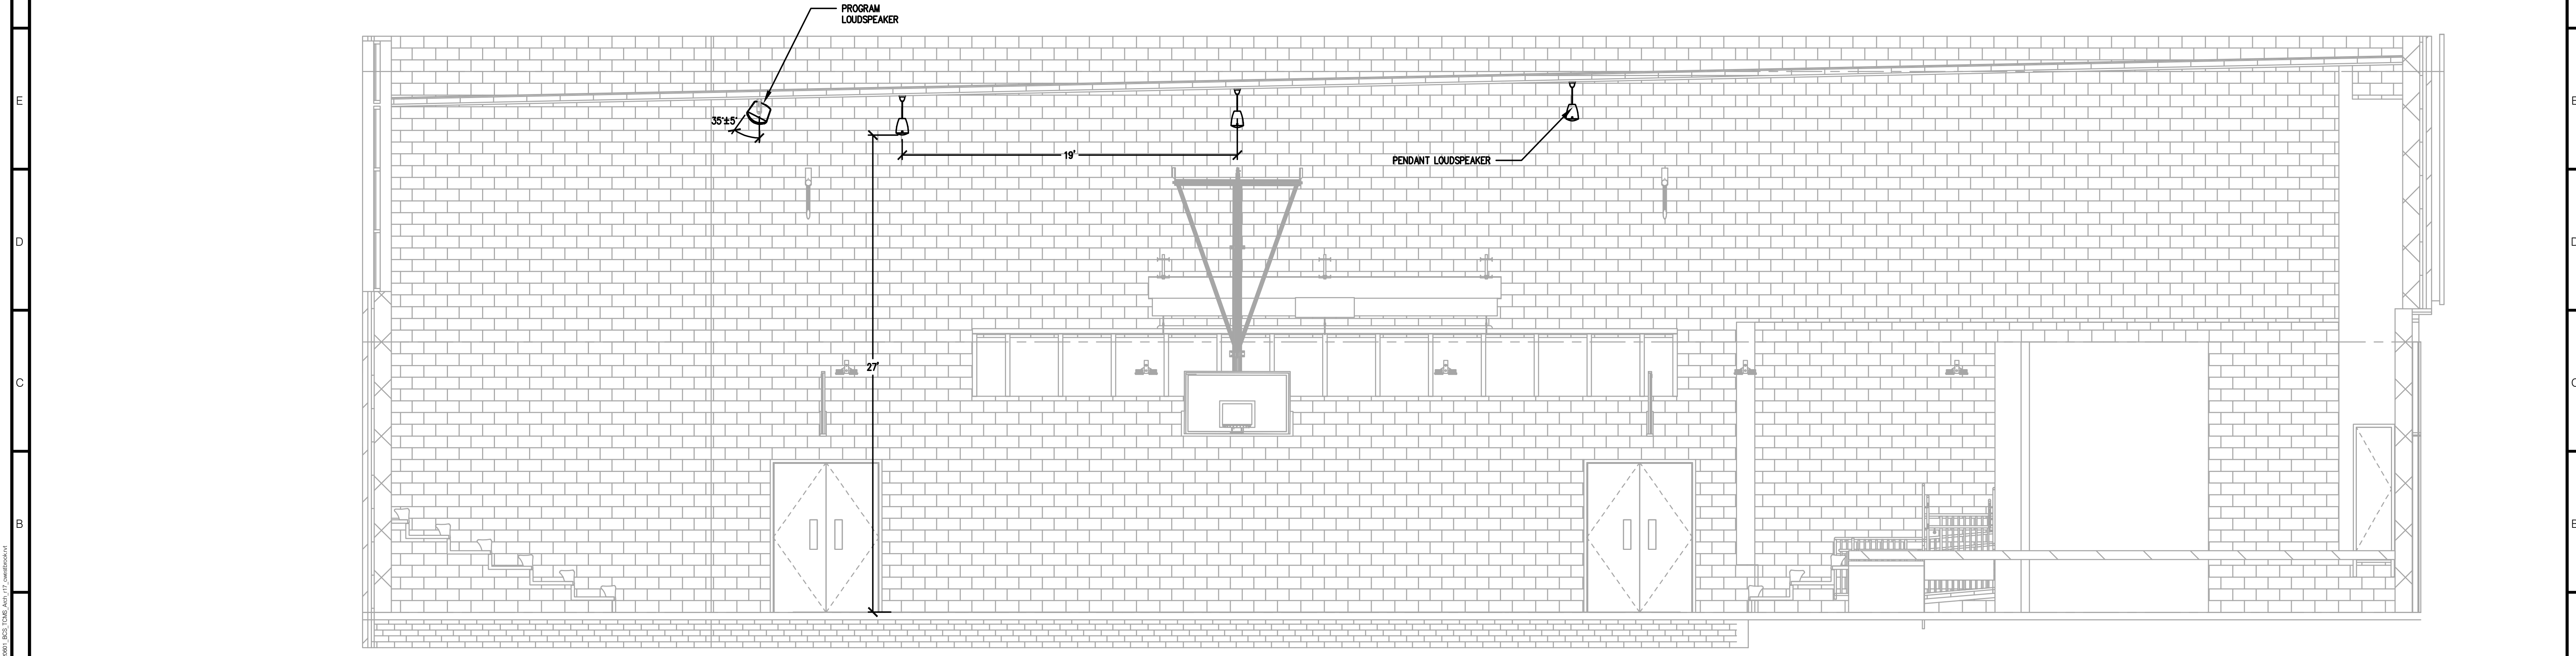 PROGRAM
LOUDSPEAKER
E
35°±5°
19'
PENDANT LOUDSPEAKER
D
27'
C
B